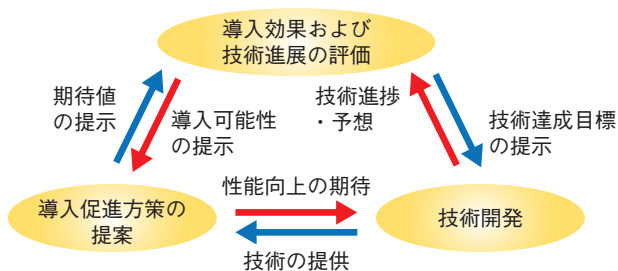 導入効果および
技術進展の評価
期待値
の提示
導入可能性
の提示
技術進捗
・予想
技術達成目標
の提示
導入促進方策の
提案
性能向上の期待
技術の提供
技術開発